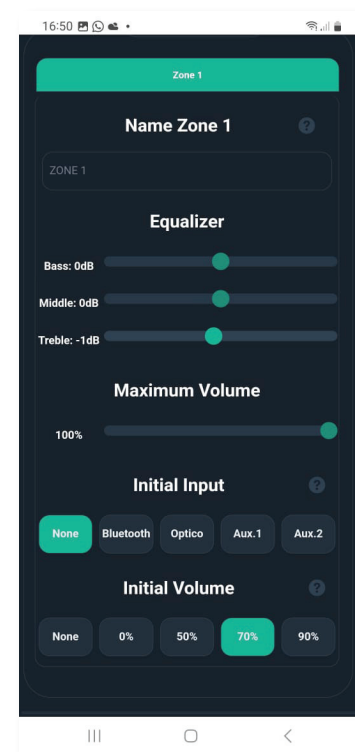 16:50
Zone 1
Name Zone 1 ?
ZONE 1
Equalizer
Bass: 0dB
Middle: 0dB
Treble: -1dB
Maximum Volume
100%
Initial Input ?
None Bluetooth Optico Aux.1 Aux.2
Initial Volume ?
None 0% 50% 70% 90%